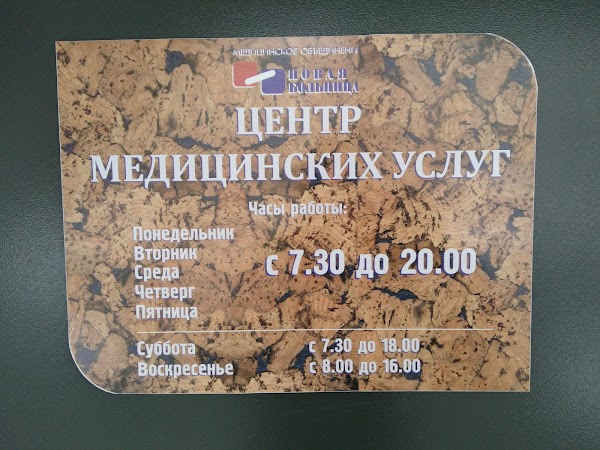 МЕДИЦИНСКОЕ ОБЪЕДИНЕНИ
НОВАЯ
БОЛЬНИЦА
ЦЕНТР
МЕДИЦИНСКИХ УСЛУГ
Часы работы:
Понедельник
Вторник
Среда
Четверг
Пятница
с 7.30 до 20.00
Суббота с 7.30 до 18.00
Воскресенье с 8.00 до 16.00